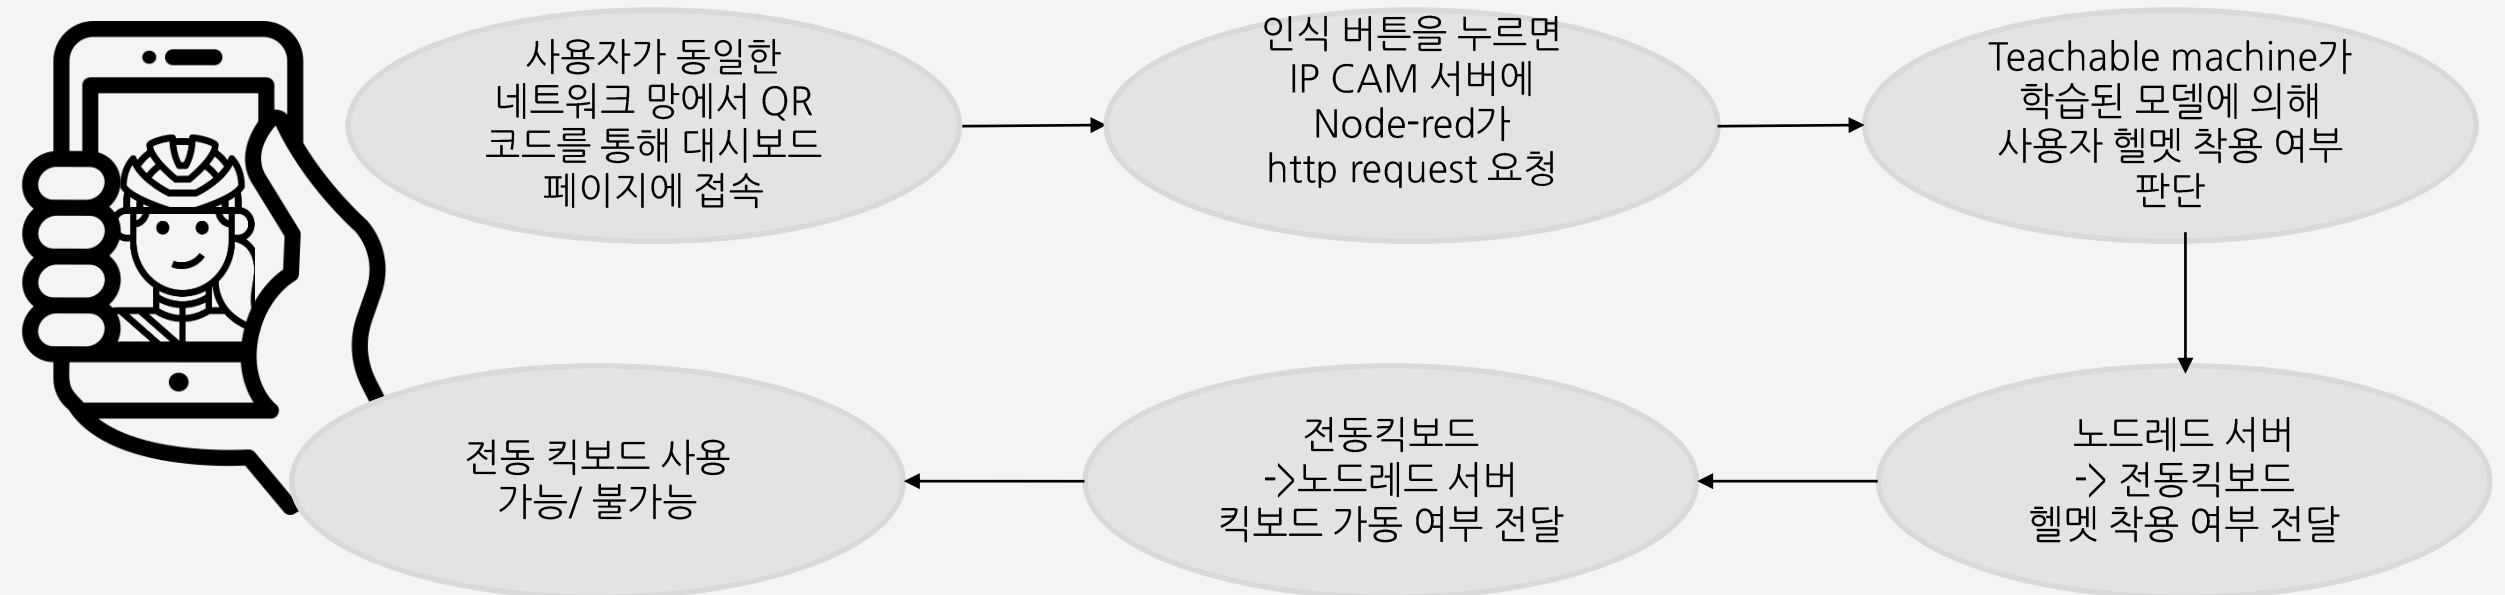 사용자가 동일한
네트워크 망에서 QR
코드를 통해 대시보드
페이지에 접속
인식 버튼을 누르면
IP CAM 서버에
Node-red가
http request 요청
Teachable machine가
학습된 모델에 의해
사용자 헬멧 착용 여부
판단
노드레드 서버
-> 전동킥보드
헬멧 착용 여부 전달
전동킥보드
->노드레드 서버
킥보드 가동 여부 전달
전동 킥보드 사용
가능/ 불가능